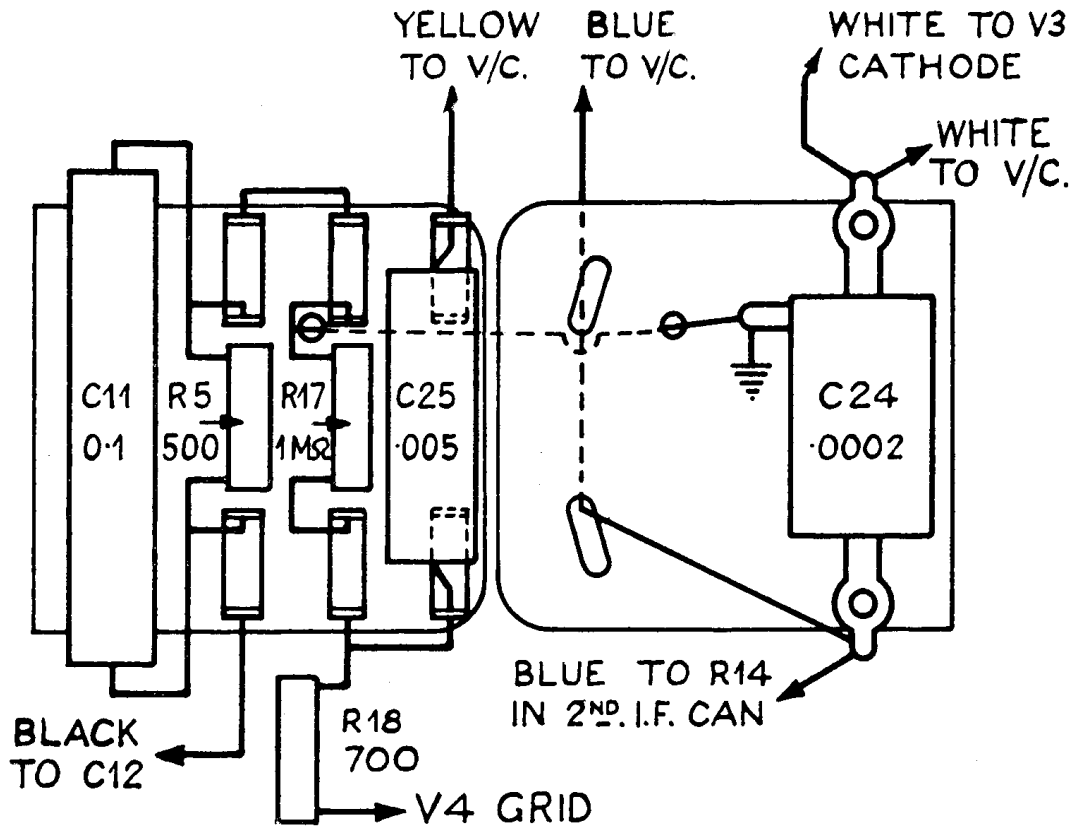 YELLOW
TO V/C.
BLUE
TO V/C.
WHITE TO V3
CATHODE
WHITE
TO V/C.
C11
0·1
R5
500
R17
1MΩ
C25
·005
C24
·0002
BLUE TO R14
IN 2ND. I.F. CAN
R18
700
BLACK
TO C12
V4 GRID